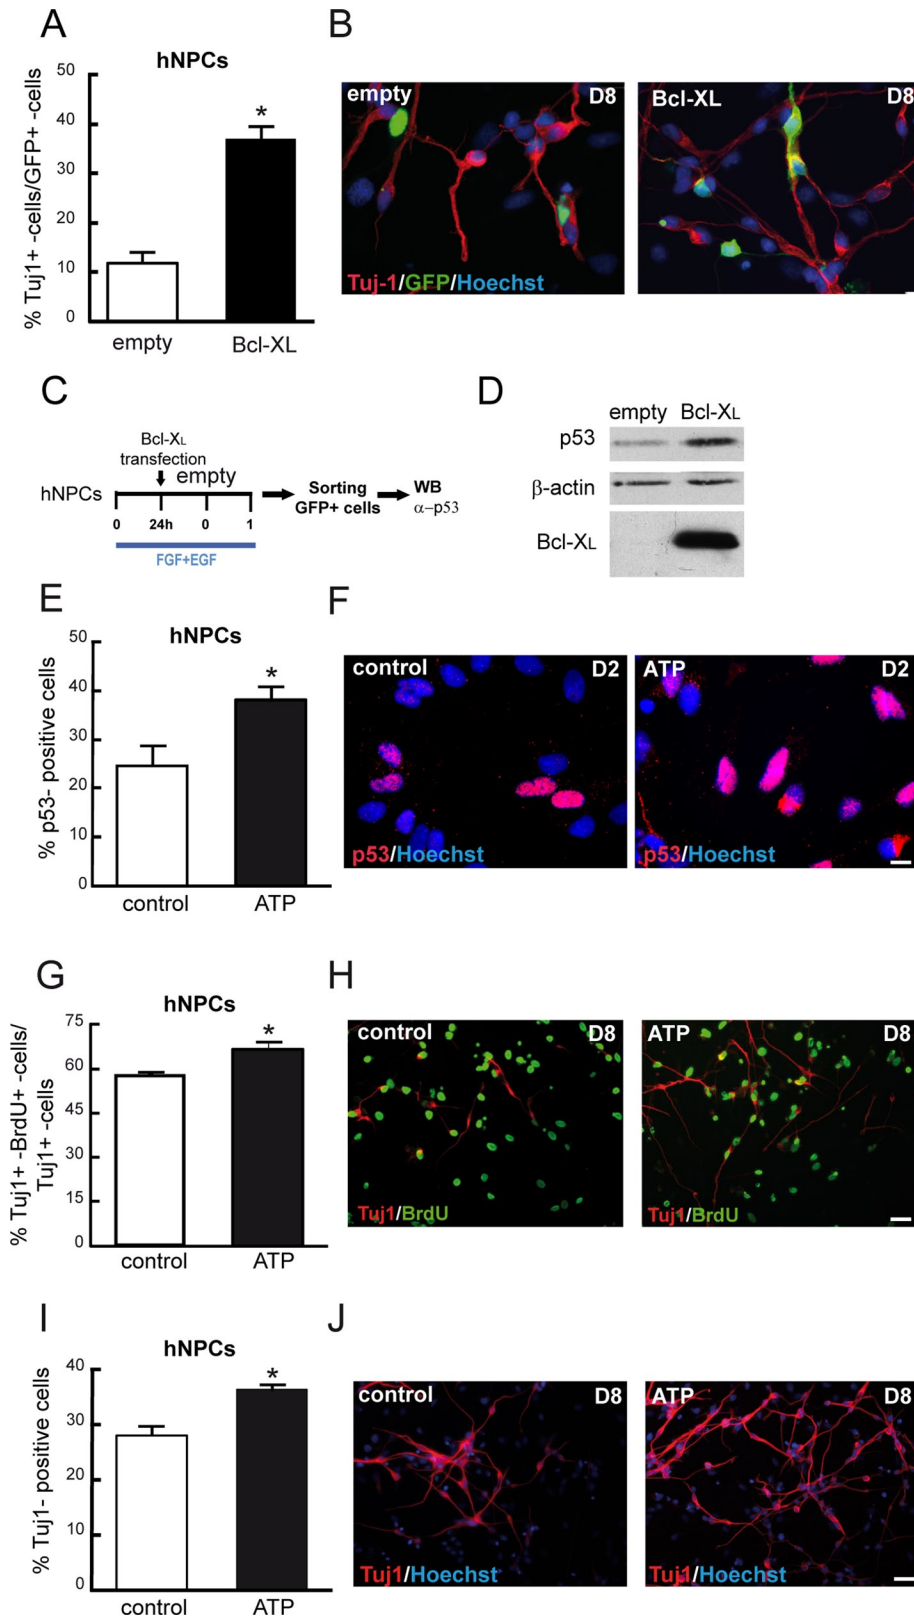 A
hNPCs
% Tuj1+ -cells/GFP+ -cells
50
40
30
20
10
0
empty
Bcl-XL
*
B
empty
D8
Tuj-1/GFP/Hoechst
Bcl-XL
D8
C
Bcl-XL
transfection
empty
hNPCs
0
24h
0
1
FGF+EGF
Sorting
GFP+ cells
WB
α–p53
D
empty
Bcl-XL
p53
β-actin
Bcl-XL
E
hNPCs
% p53- positive cells
50
40
30
20
10
0
control
ATP
*
F
control
D2
p53/Hoechst
ATP
D2
p53/Hoechst
G
hNPCs
% Tuj1+ -BrdU+ -cells/
Tuj1+ -cells
75
60
45
30
15
0
control
ATP
*
H
control
D8
Tuj1/BrdU
ATP
D8
Tuj1/BrdU
I
hNPCs
% Tuj1- positive cells
40
30
20
10
0
control
ATP
*
J
control
D8
Tuj1/Hoechst
ATP
D8
Tuj1/Hoechst